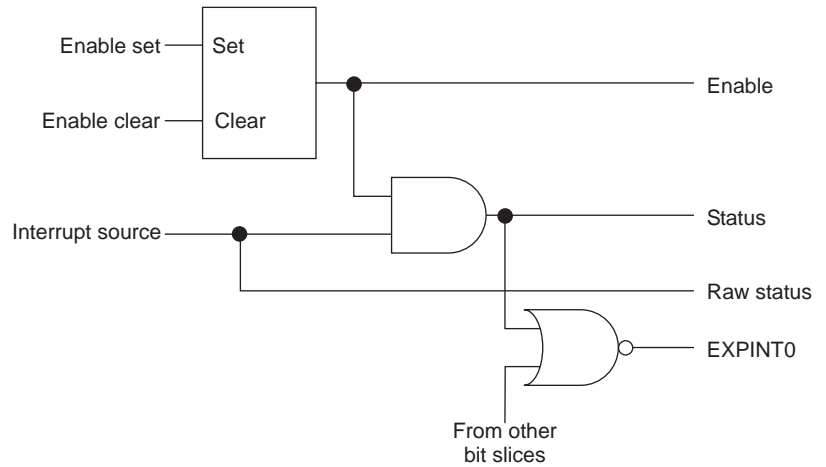 Enable set
Set
Enable
Enable clear
Clear
Interrupt source
Status
Raw status
EXPINT0
From other
bit slices